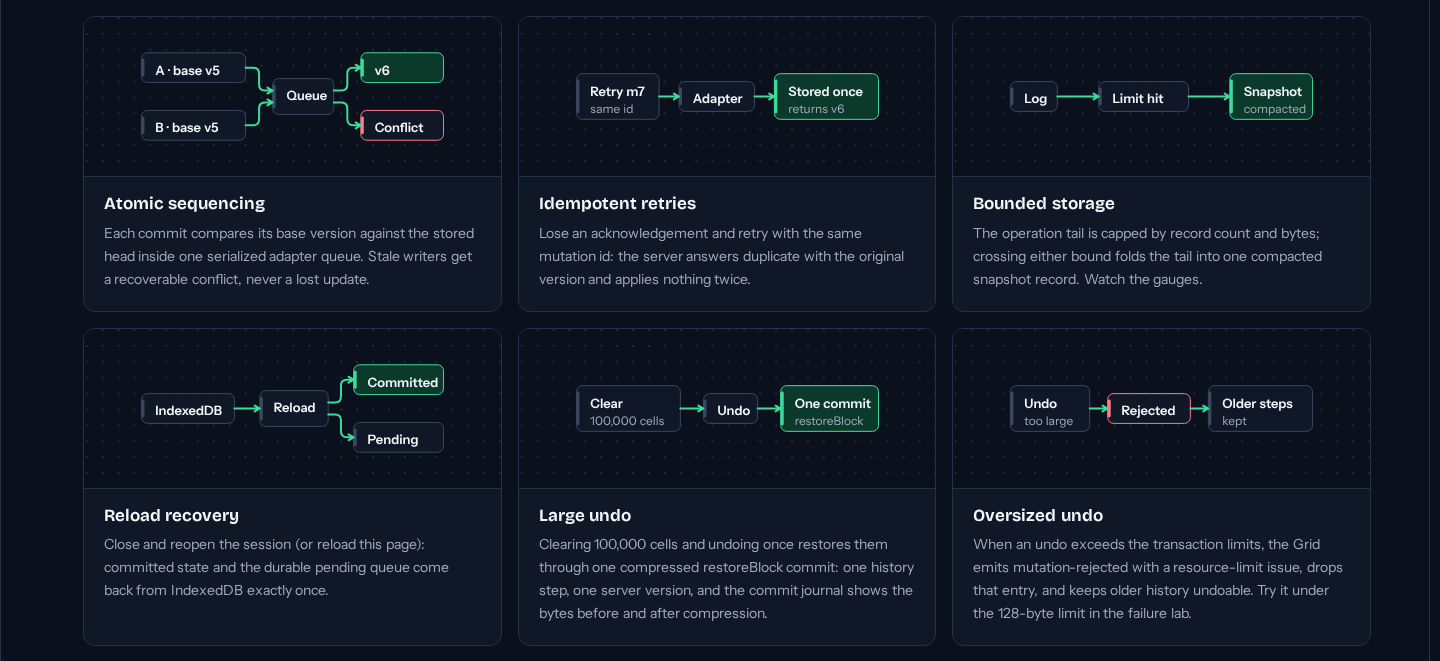 A · base v5
B · base v5
Queue
v6
Conflict
Atomic sequencing
Each commit compares its base version against the stored
head inside one serialized adapter queue. Stale writers get
a recoverable conflict, never a lost update.
Retry m7
same id
Adapter
Stored once
returns v6
Idempotent retries
Lose an acknowledgement and retry with the same
mutation id: the server answers duplicate with the original
version and applies nothing twice.
Log
Limit hit
Snapshot
compacted
Bounded storage
The operation tail is capped by record count and bytes;
crossing either bound folds the tail into one compacted
snapshot record. Watch the gauges.
IndexedDB
Reload
Committed
Pending
Reload recovery
Close and reopen the session (or reload this page):
committed state and the durable pending queue come
back from IndexedDB exactly once.
Clear
100,000 cells
Undo
One commit
restoreBlock
Large undo
Clearing 100,000 cells and undoing once restores them
through one compressed restoreBlock commit: one history
step, one server version, and the commit journal shows the
bytes before and after compression.
Undo
too large
Rejected
Older steps
kept
Oversized undo
When an undo exceeds the transaction limits, the Grid
emits mutation-rejected with a resource-limit issue, drops
that entry, and keeps older history undoable. Try it under
the 128-byte limit in the failure lab.